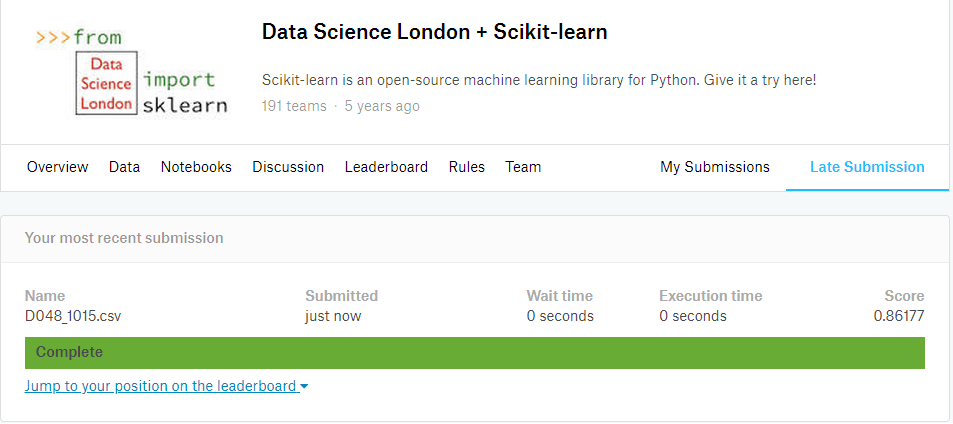 >>>from
Data
Science
London
import
sklearn
Data Science London + Scikit-learn
Scikit-learn is an open-source machine learning library for Python. Give it a try here!
191 teams · 5 years ago
Overview Data Notebooks Discussion Leaderboard Rules Team My Submissions Late Submission
Your most recent submission
Name Submitted Wait time Execution time Score
D048_1015.csv just now 0 seconds 0 seconds 0.86177
Complete
Jump to your position on the leaderboard